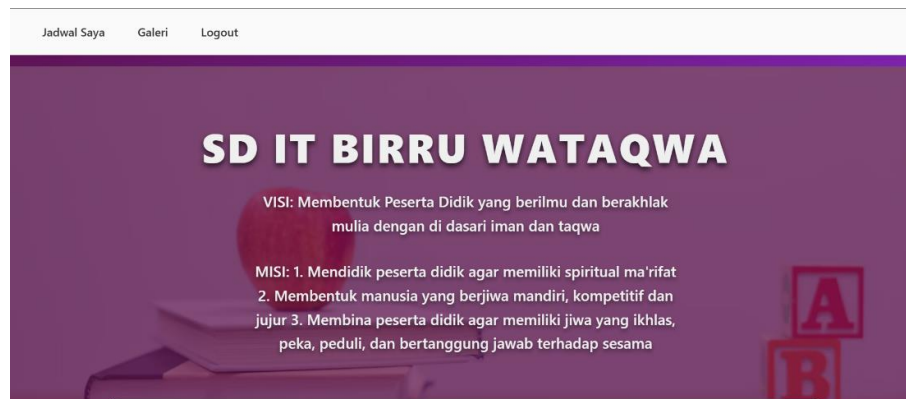 Jadwal Saya Galeri Logout
SD IT BIRRU WATAQWA
VISI: Membentuk Peserta Didik yang berilmu dan berakhlak
mulia dengan di dasari iman dan taqwa
MISI: 1. Mendidik peserta didik agar memiliki spiritual ma'rifat
2. Membentuk manusia yang berjiwa mandiri, kompetitif dan
jujur 3. Membina peserta didik agar memiliki jiwa yang ikhlas,
peka, peduli, dan bertanggung jawab terhadap sesama
A
B